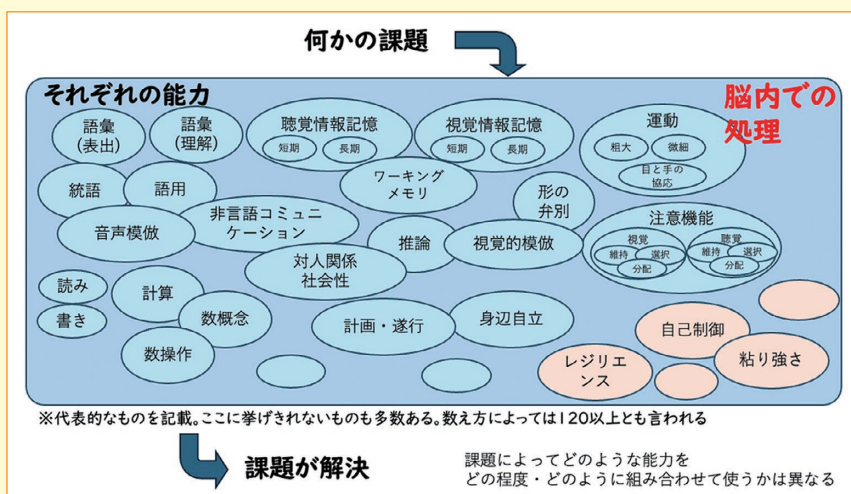 何かの課題
それぞれの能力
脳内での
処理
語彙
(表出)
語彙
(理解)
聴覚情報記憶
短期
長期
視覚情報記憶
短期
長期
運動
粗大
微細
目と手の
協応
統語
語用
ワーキング
メモリ
形の
弁別
音声模倣
非言語コミュニ
ケーション
推論
視覚的模倣
注意機能
視覚
維持
選択
分配
聴覚
維持
選択
分配
対人関係
社会性
読み
書き
計算
数概念
数操作
計画・遂行
身辺自立
レジリエ
ンス
自己制御
粘り強さ
※代表的なものを記載。ここに挙げきれないものも多数ある。数え方によっては120以上とも言われる
課題が解決
課題によってどのような能力を
どの程度・どのように組み合わせて使うかは異なる